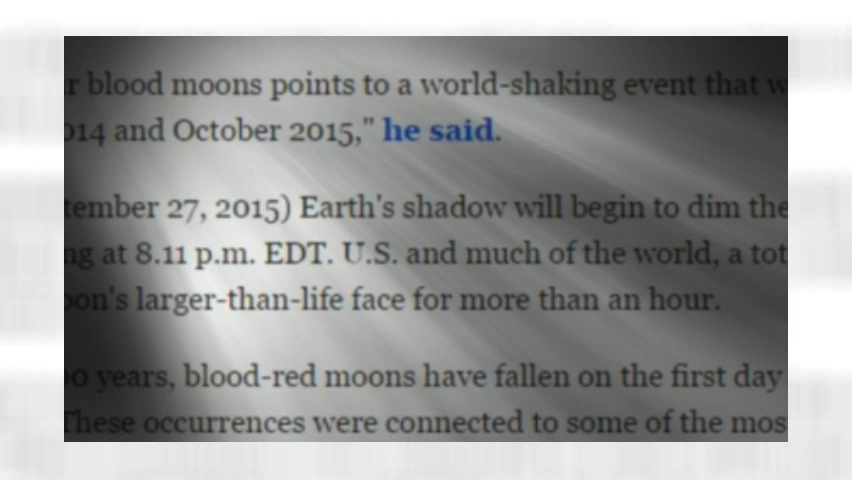 r blood moons points to a world-shaking event that w
014 and October 2015," he said.
tember 27, 2015) Earth's shadow will begin to dim the
ng at 8.11 p.m. EDT. U.S. and much of the world, a tot
oon's larger-than-life face for more than an hour.
0 years, blood-red moons have fallen on the first day
These occurrences were connected to some of the mos